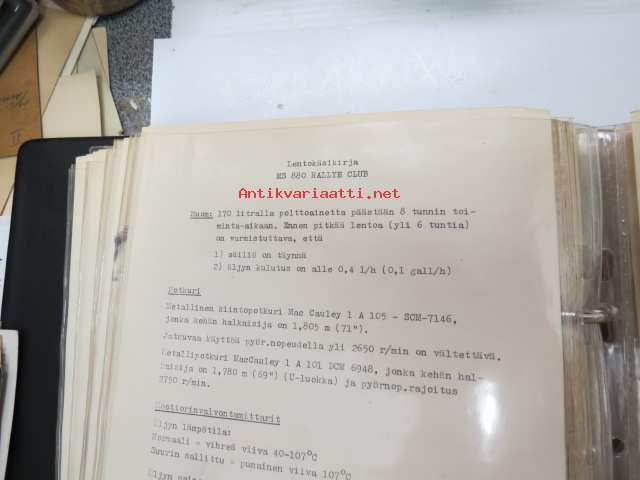 Lentokäsikirja
MS 880 RALLYE CLUB
Antikvariaatti.net
Huom: 170 litralla polttoainetta päästään 8 tunnin toi-
minta-aikaan. Ennen pitkää lentoa (yli 6 tuntia)
on varmistuttava, että
1) säiliö on täynnä
2) öljyn kulutus on alle 0,4 l/h (0,1 gall/h)
Potkuri
Metallinen kiintopotkuri Mac Cauley 1 A 105 - SCM-7146,
jonka kehän halkaisija on 1,805 m (71").
Jatkuvaa käyttöä pyör.nopeudella yli 2650 r/min on vältettävä.
Metallipotkuri MacCauley 1 A 101 DCM 6948, jonka kehän hal-
kaisija on 1,780 m (69") (C-luokka) ja pyörnop.rajoitus
2750 r/min.
Moottorinvalvontamittarit
Öljyn lämpötila:
Normaali = vihreä viiva 40-107°C
Suurin sallittu = punainen viiva 107°C